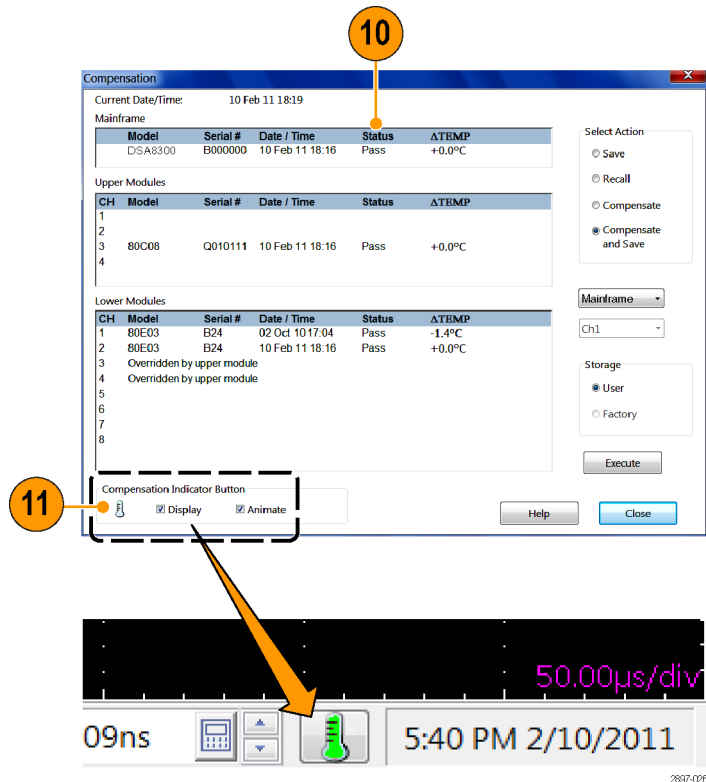 10
Compensation
Current Date/Time: 10 Feb 11 18:19
Mainframe
Model Serial # Date / Time Status ΔTEMP
DSA8300 B000000 10 Feb 11 18:16 Pass +0.0°C
Upper Modules
CH Model Serial # Date / Time Status ΔTEMP
1
2
3 80C08 Q010111 10 Feb 11 18:16 Pass +0.0°C
4
Lower Modules
CH Model Serial # Date / Time Status ΔTEMP
1 80E03 B24 02 Oct 10 17:04 Pass -1.4°C
2 80E03 B24 10 Feb 11 18:16 Pass +0.0°C
3 Overridden by upper module
4 Overridden by upper module
5
6
7
8
Select Action
Save
Recall
Compensate
Compensate
and Save
Mainframe
Ch1
Storage
User
Factory
Execute
11
Compensation Indicator Button
Display Animate
Help Close
50.00µs/div
09ns 5:40 PM 2/10/2011
2897-026